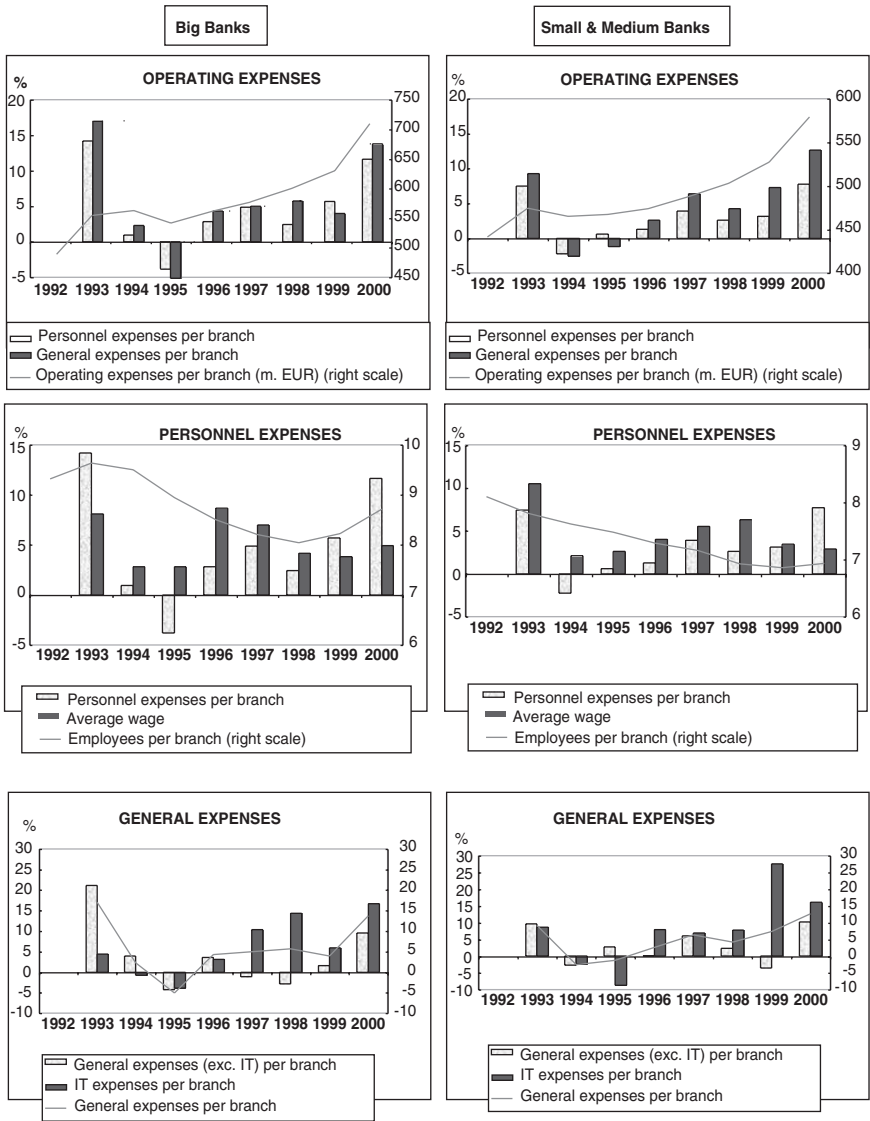 Big Banks
Small & Medium Banks
OPERATING EXPENSES
%
20
15
10
5
0
-5
750
700
650
600
550
500
450
1992 1993 1994 1995 1996 1997 1998 1999 2000
Personnel expenses per branch
General expenses per branch
Operating expenses per branch (m. EUR) (right scale)
OPERATING EXPENSES
%
20
15
10
5
0
-5
600
550
500
450
400
1992 1993 1994 1995 1996 1997 1998 1999 2000
Personnel expenses per branch
General expenses per branch
Operating expenses per branch (m. EUR) (right scale)
PERSONNEL EXPENSES
%
15
10
5
0
-5
10
9
8
7
6
1992 1993 1994 1995 1996 1997 1998 1999 2000
Personnel expenses per branch
Average wage
Employees per branch (right scale)
PERSONNEL EXPENSES
%
15
10
5
0
-5
9
8
7
6
1992 1993 1994 1995 1996 1997 1998 1999 2000
Personnel expenses per branch
Average wage
Employees per branch (right scale)
GENERAL EXPENSES
%
30
25
20
15
10
5
0
-5
-10
30
25
20
15
10
5
0
-5
-10
1992 1993 1994 1995 1996 1997 1998 1999 2000
General expenses (exc. IT) per branch
IT expenses per branch
General expenses per branch
GENERAL EXPENSES
%
30
25
20
15
10
5
0
-5
-10
30
25
20
15
10
5
0
-5
-10
1992 1993 1994 1995 1996 1997 1998 1999 2000
General expenses (exc. IT) per branch
IT expenses per branch
General expenses per branch